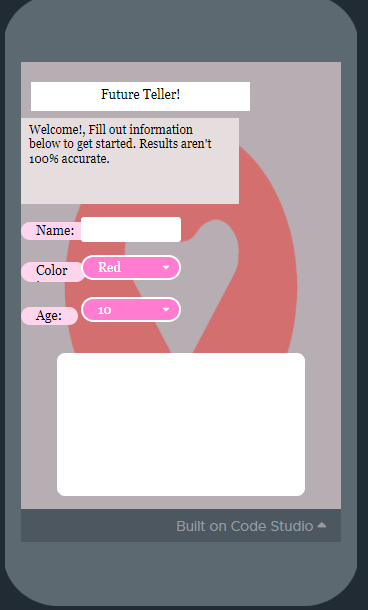 Future Teller!
Welcome!, Fill out information
below to get started. Results aren't
100% accurate.
Name:
Color
Red
Age:
10
Built on Code Studio